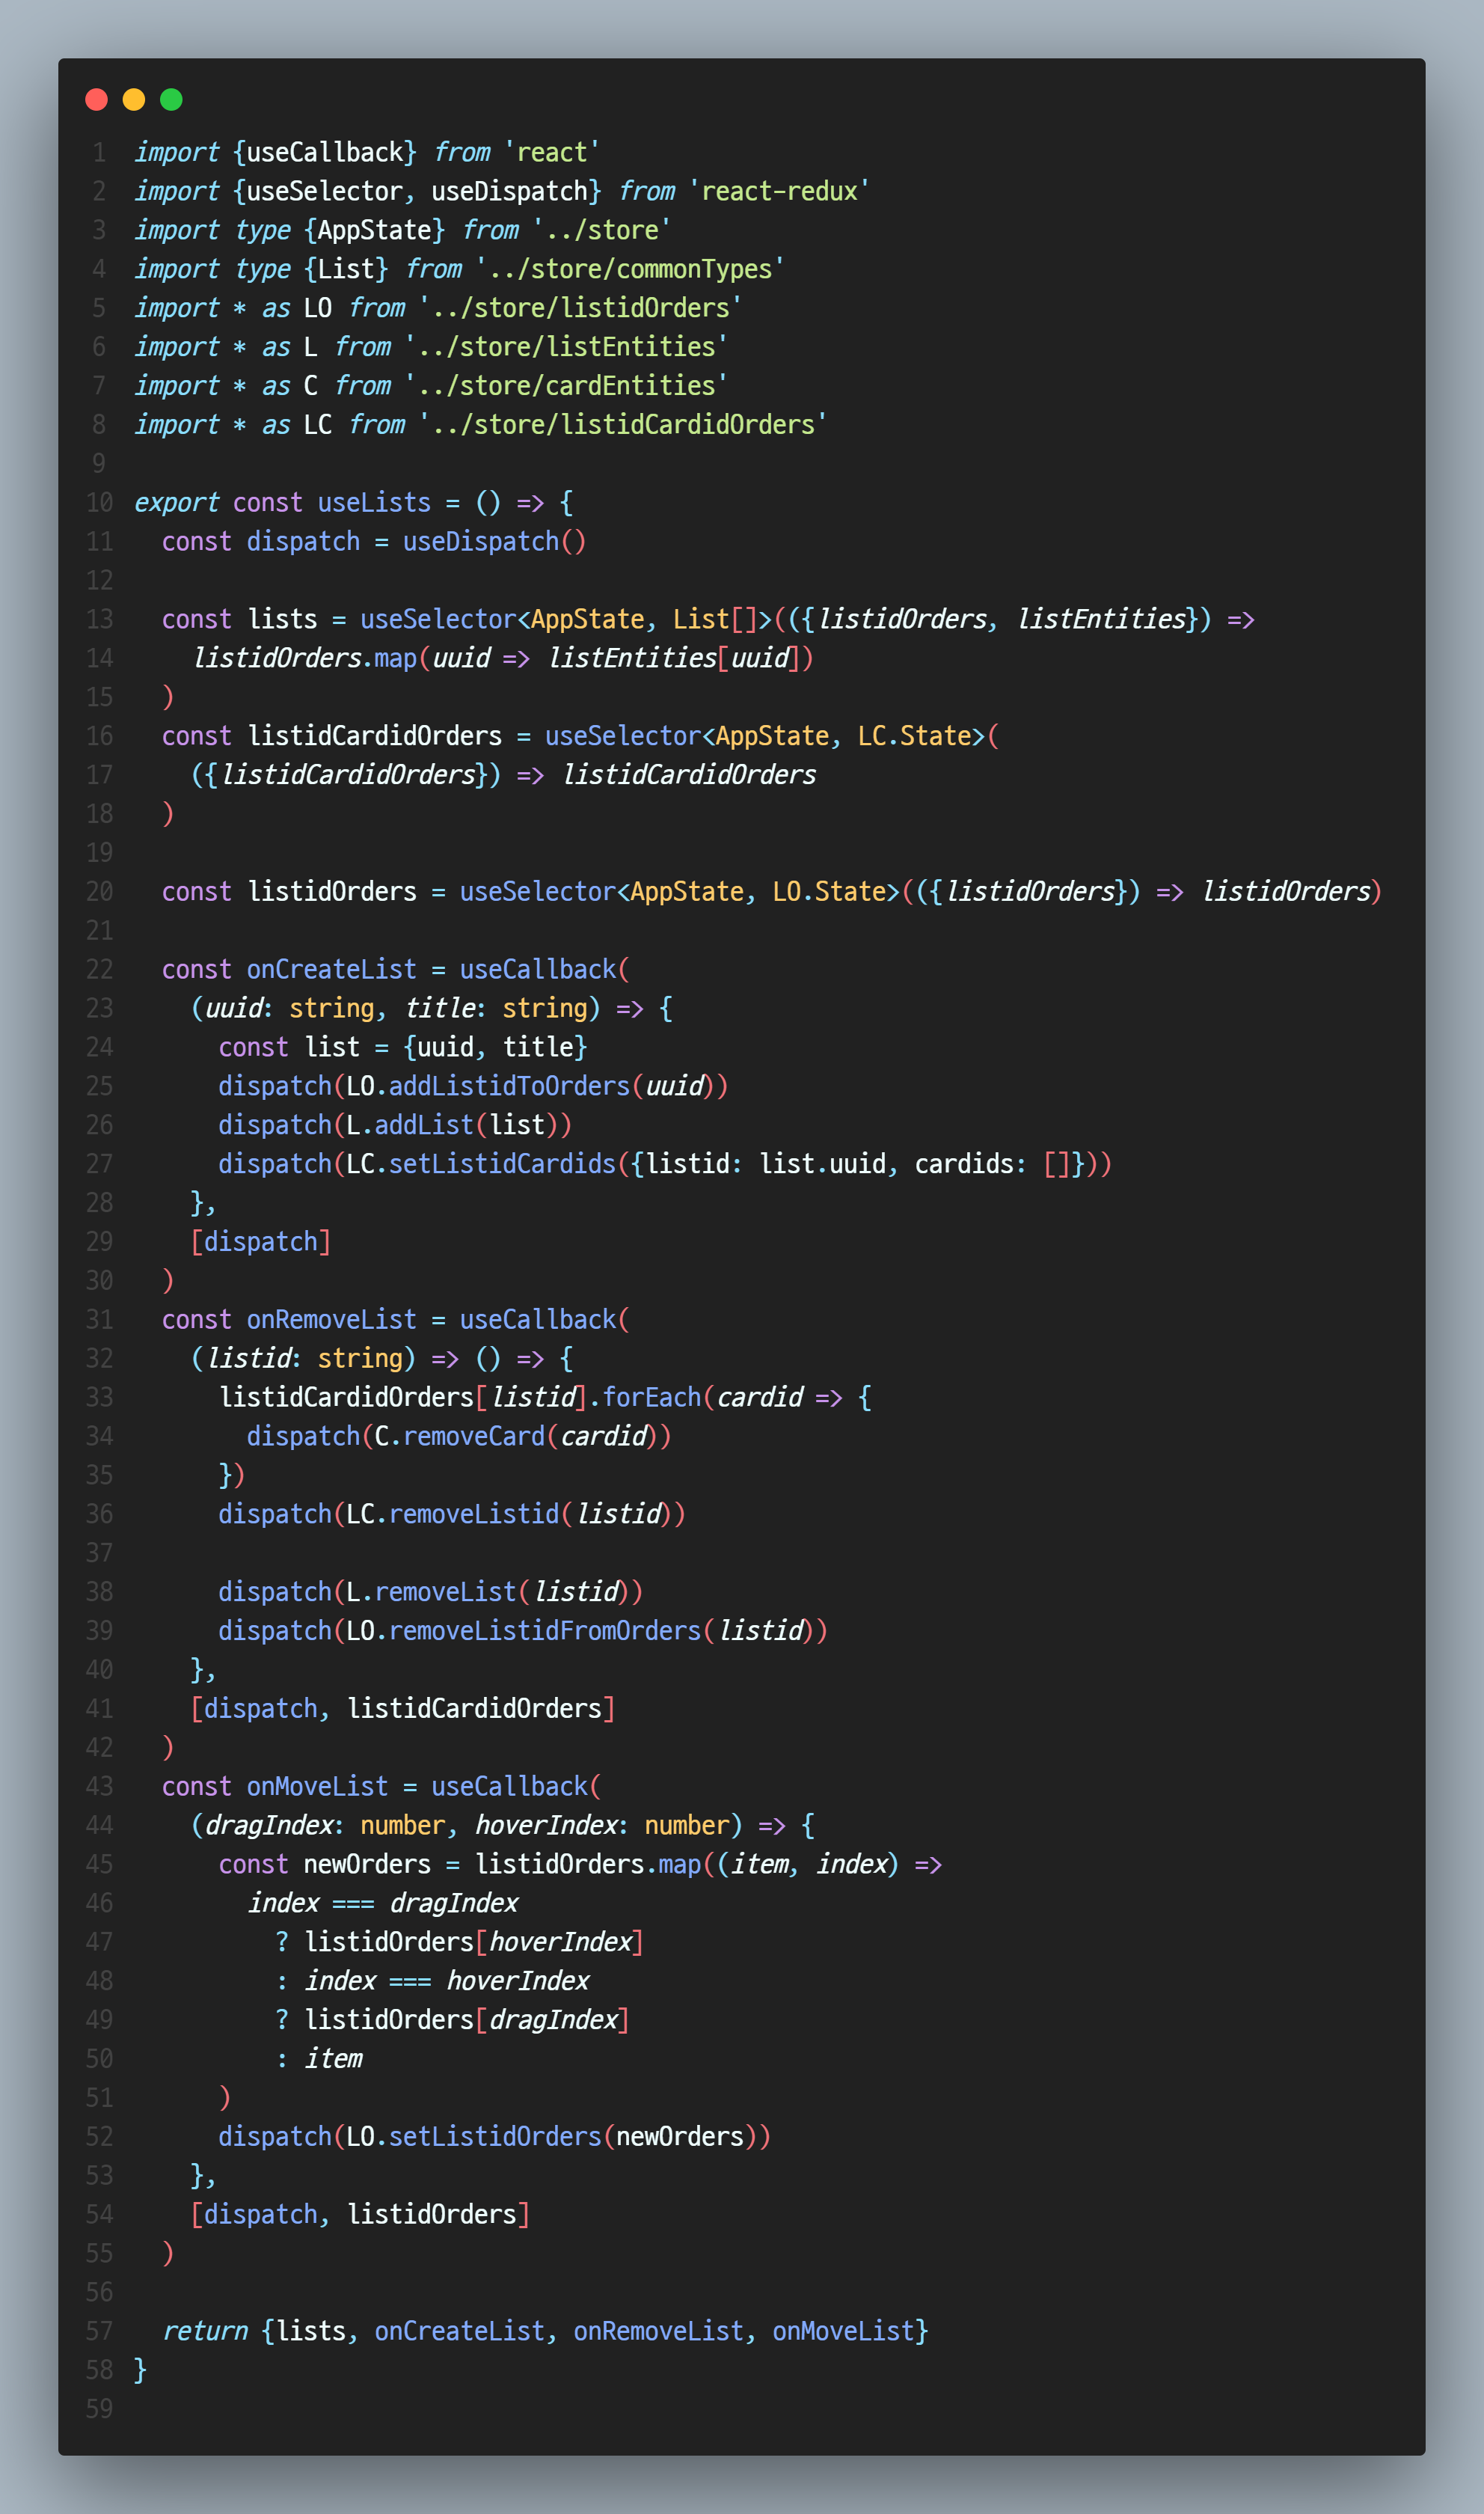 1 import {useCallback} from 'react'
2 import {useSelector, useDispatch} from 'react-redux'
3 import type {AppState} from '../store'
4 import type {List} from '../store/commonTypes'
5 import * as LO from '../store/listidOrders'
6 import * as L from '../store/listEntities'
7 import * as C from '../store/cardEntities'
8 import * as LC from '../store/listidCardidOrders'
9
10 export const useLists = () => {
11   const dispatch = useDispatch()
12
13   const lists = useSelector<AppState, List[]>(({listidOrders, listEntities}) =>
14     listidOrders.map(uuid => listEntities[uuid])
15   )
16   const listidCardidOrders = useSelector<AppState, LC.State>(
17     ({listidCardidOrders}) => listidCardidOrders
18   )
19
20   const listidOrders = useSelector<AppState, LO.State>(({listidOrders}) => listidOrders)
21
22   const onCreateList = useCallback(
23     (uuid: string, title: string) => {
24       const list = {uuid, title}
25       dispatch(LO.addListidToOrders(uuid))
26       dispatch(L.addList(list))
27       dispatch(LC.setListidCardids({listid: list.uuid, cardids: []}))
28     },
29     [dispatch]
30   )
31   const onRemoveList = useCallback(
32     (listid: string) => () => {
33       listidCardidOrders[listid].forEach(cardid => {
34         dispatch(C.removeCard(cardid))
35       })
36       dispatch(LC.removeListid(listid))
37
38       dispatch(L.removeList(listid))
39       dispatch(LO.removeListidFromOrders(listid))
40     },
41     [dispatch, listidCardidOrders]
42   )
43   const onMoveList = useCallback(
44     (dragIndex: number, hoverIndex: number) => {
45       const newOrders = listidOrders.map((item, index) =>
46         index === dragIndex
47           ? listidOrders[hoverIndex]
48           : index === hoverIndex
49           ? listidOrders[dragIndex]
50           : item
51       )
52       dispatch(LO.setListidOrders(newOrders))
53     },
54     [dispatch, listidOrders]
55   )
56
57   return {lists, onCreateList, onRemoveList, onMoveList}
58 }
59